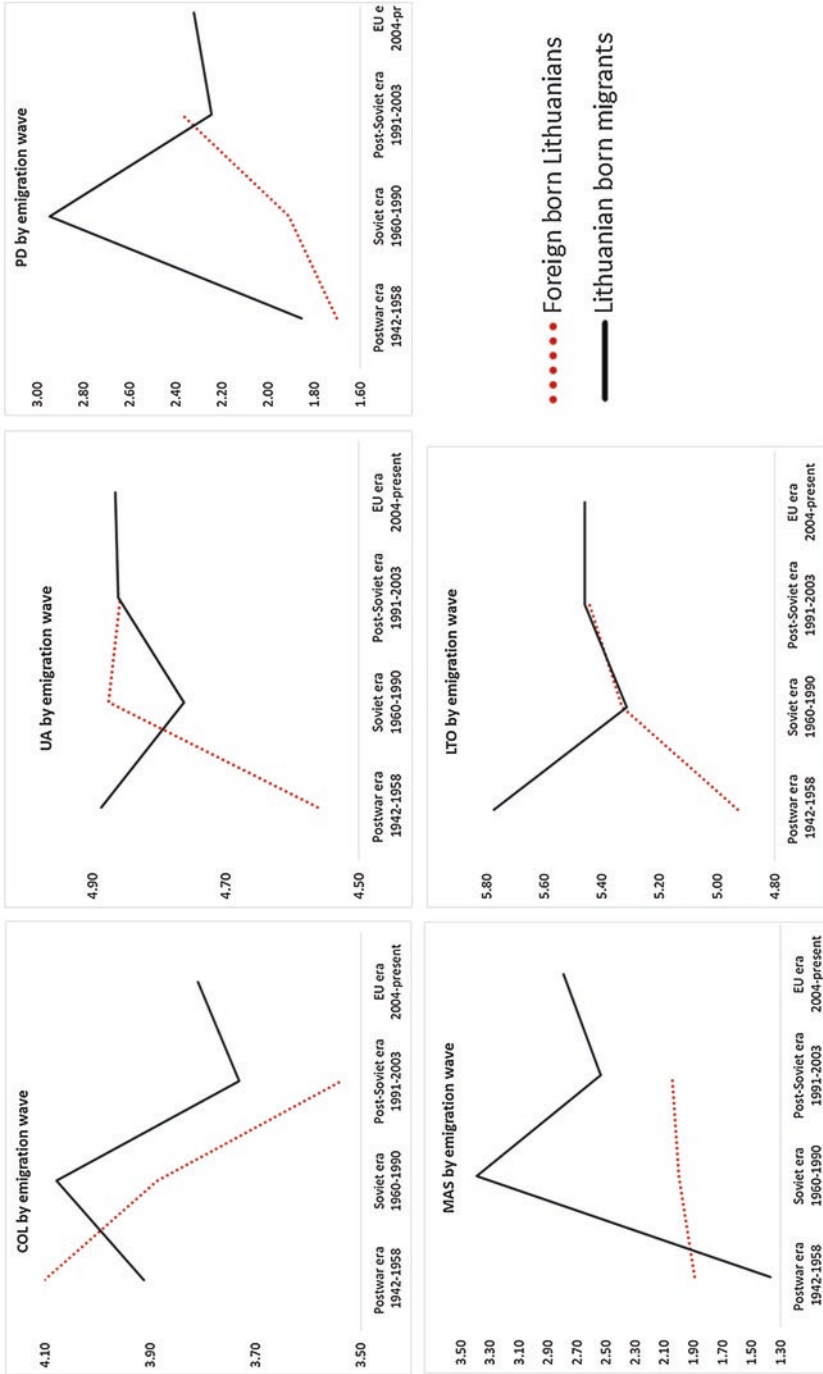 COL by emigration wave
4.10
3.90
3.70
3.50
Postwar era Soviet era Post-Soviet era EU era
1942-1958 1960-1990 1991-2003 2004-present
UA by emigration wave
4.90
4.70
4.50
Postwar era Soviet era Post-Soviet era EU era
1942-1958 1960-1990 1991-2003 2004-present
PD by emigration wave
3.00
2.80
2.60
2.40
2.20
2.00
1.80
1.60
Postwar era Soviet era Post-Soviet era EU e
1942-1958 1960-1990 1991-2003 2004-pr
MAS by emigration wave
3.50
3.30
3.10
2.90
2.70
2.50
2.30
2.10
1.90
1.70
1.50
1.30
Postwar era Soviet era Post-Soviet era EU era
1942-1958 1960-1990 1991-2003 2004-present
LTO by emigration wave
5.80
5.60
5.40
5.20
5.00
4.80
Postwar era Soviet era Post-Soviet era EU era
1942-1958 1960-1990 1991-2003 2004-present
Foreign born Lithuanians
Lithuanian born migrants